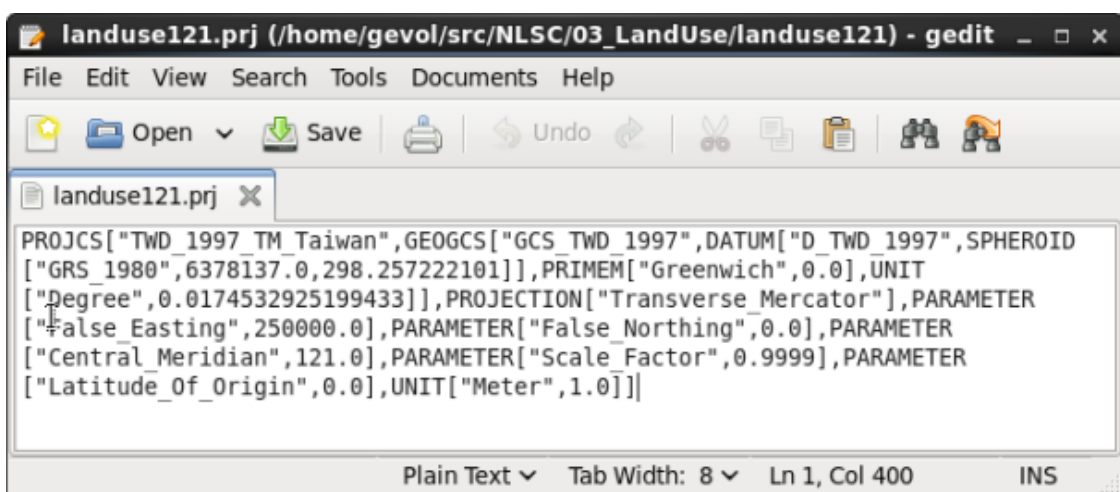 landuse121.prj (/home/gevol/src/NLSC/03_LandUse/landuse121) - gedit
File Edit View Search Tools Documents Help
Open Save Undo
landuse121.prj
PROJCS["TWD_1997_TM_Taiwan",GEOGCS["GCS_TWD_1997",DATUM["D_TWD_1997",SPHEROID
["GRS_1980",6378137.0,298.257222101]],PRIMEM["Greenwich",0.0],UNIT
["Degree",0.0174532925199433]],PROJECTION["Transverse_Mercator"],PARAMETER
["False_Easting",250000.0],PARAMETER["False_Northing",0.0],PARAMETER
["Central_Meridian",121.0],PARAMETER["Scale_Factor",0.9999],PARAMETER
["Latitude_Of_Origin",0.0],UNIT["Meter",1.0]]
Plain Text Tab Width: 8 Ln 1, Col 400 INS